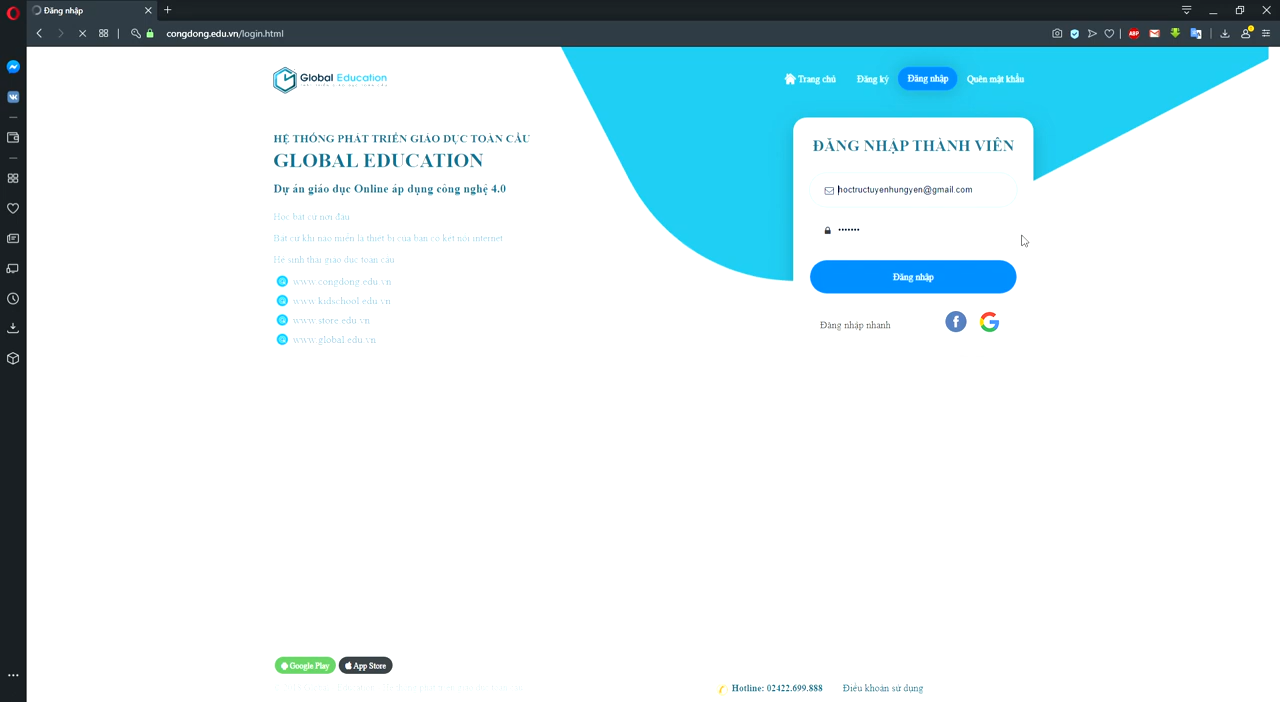 Đăng nhập
congdong.edu.vn/login.html
Global Education
Trang chủ
Đăng ký
Đăng nhập
Quên mật khẩu
HỆ THỐNG PHÁT TRIỂN GIÁO DỤC TOÀN CẦU
GLOBAL EDUCATION
Dự án giáo dục Online áp dụng công nghệ 4.0
Học bất cứ nơi đâu
Bất cứ khi nào miễn là thiết bị của bạn có kết nối internet
Hệ sinh thái giáo dục toàn cầu
www.congdong.edu.vn
www.kidschool.edu.vn
www.store.edu.vn
www.global.edu.vn
ĐĂNG NHẬP THÀNH VIÊN
hoctructuyenhungyen@gmail.com
•••••••
Đăng nhập
Đăng nhập nhanh
Google Play
App Store
Hotline: 02422.699.888
Điều khoản sử dụng